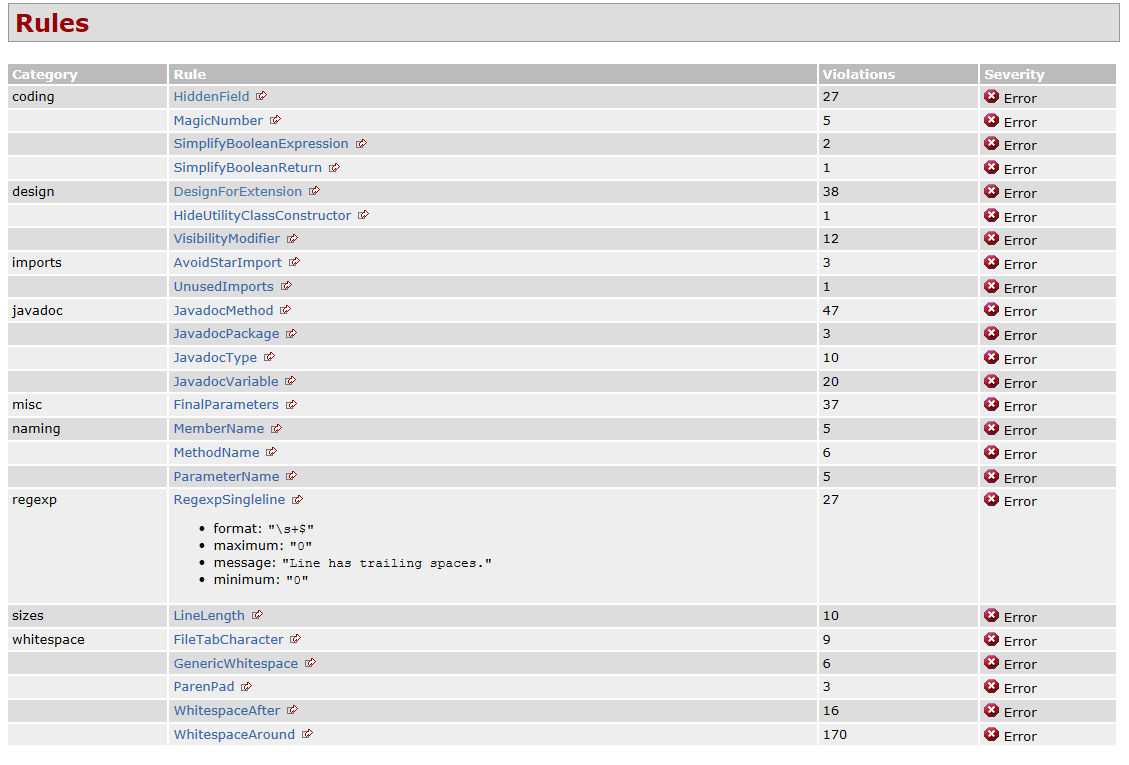 Rules
Category Rule Violations Severity
coding HiddenField 27 Error
MagicNumber 5 Error
SimplifyBooleanExpression 2 Error
SimplifyBooleanReturn 1 Error
design DesignForExtension 38 Error
HideUtilityClassConstructor 1 Error
VisibilityModifier 12 Error
imports AvoidStarImport 3 Error
UnusedImports 1 Error
javadoc JavadocMethod 47 Error
JavadocPackage 3 Error
JavadocType 10 Error
JavadocVariable 20 Error
misc FinalParameters 37 Error
naming MemberName 5 Error
MethodName 6 Error
ParameterName 5 Error
regexp RegexpSingleline 27 Error
• format: "\s+$"
• maximum: "0"
• message: "Line has trailing spaces."
• minimum: "0"
sizes LineLength 10 Error
whitespace FileTabCharacter 9 Error
GenericWhitespace 6 Error
ParenPad 3 Error
WhitespaceAfter 16 Error
WhitespaceAround 170 Error